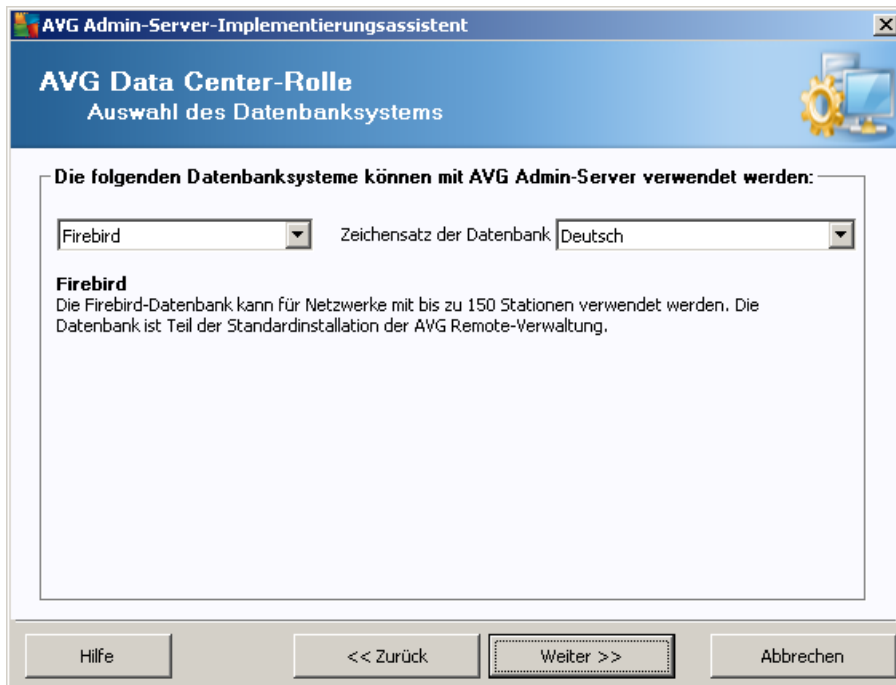 AVG Admin-Server-Implementierungsassistent
AVG Data Center-Rolle
Auswahl des Datenbanksystems
Die folgenden Datenbanksysteme können mit AVG Admin-Server verwendet werden:
Firebird Zeichensatz der Datenbank Deutsch
Firebird
Die Firebird-Datenbank kann für Netzwerke mit bis zu 150 Stationen verwendet werden. Die
Datenbank ist Teil der Standardinstallation der AVG Remote-Verwaltung.
Hilfe << Zurück Weiter >> Abbrechen